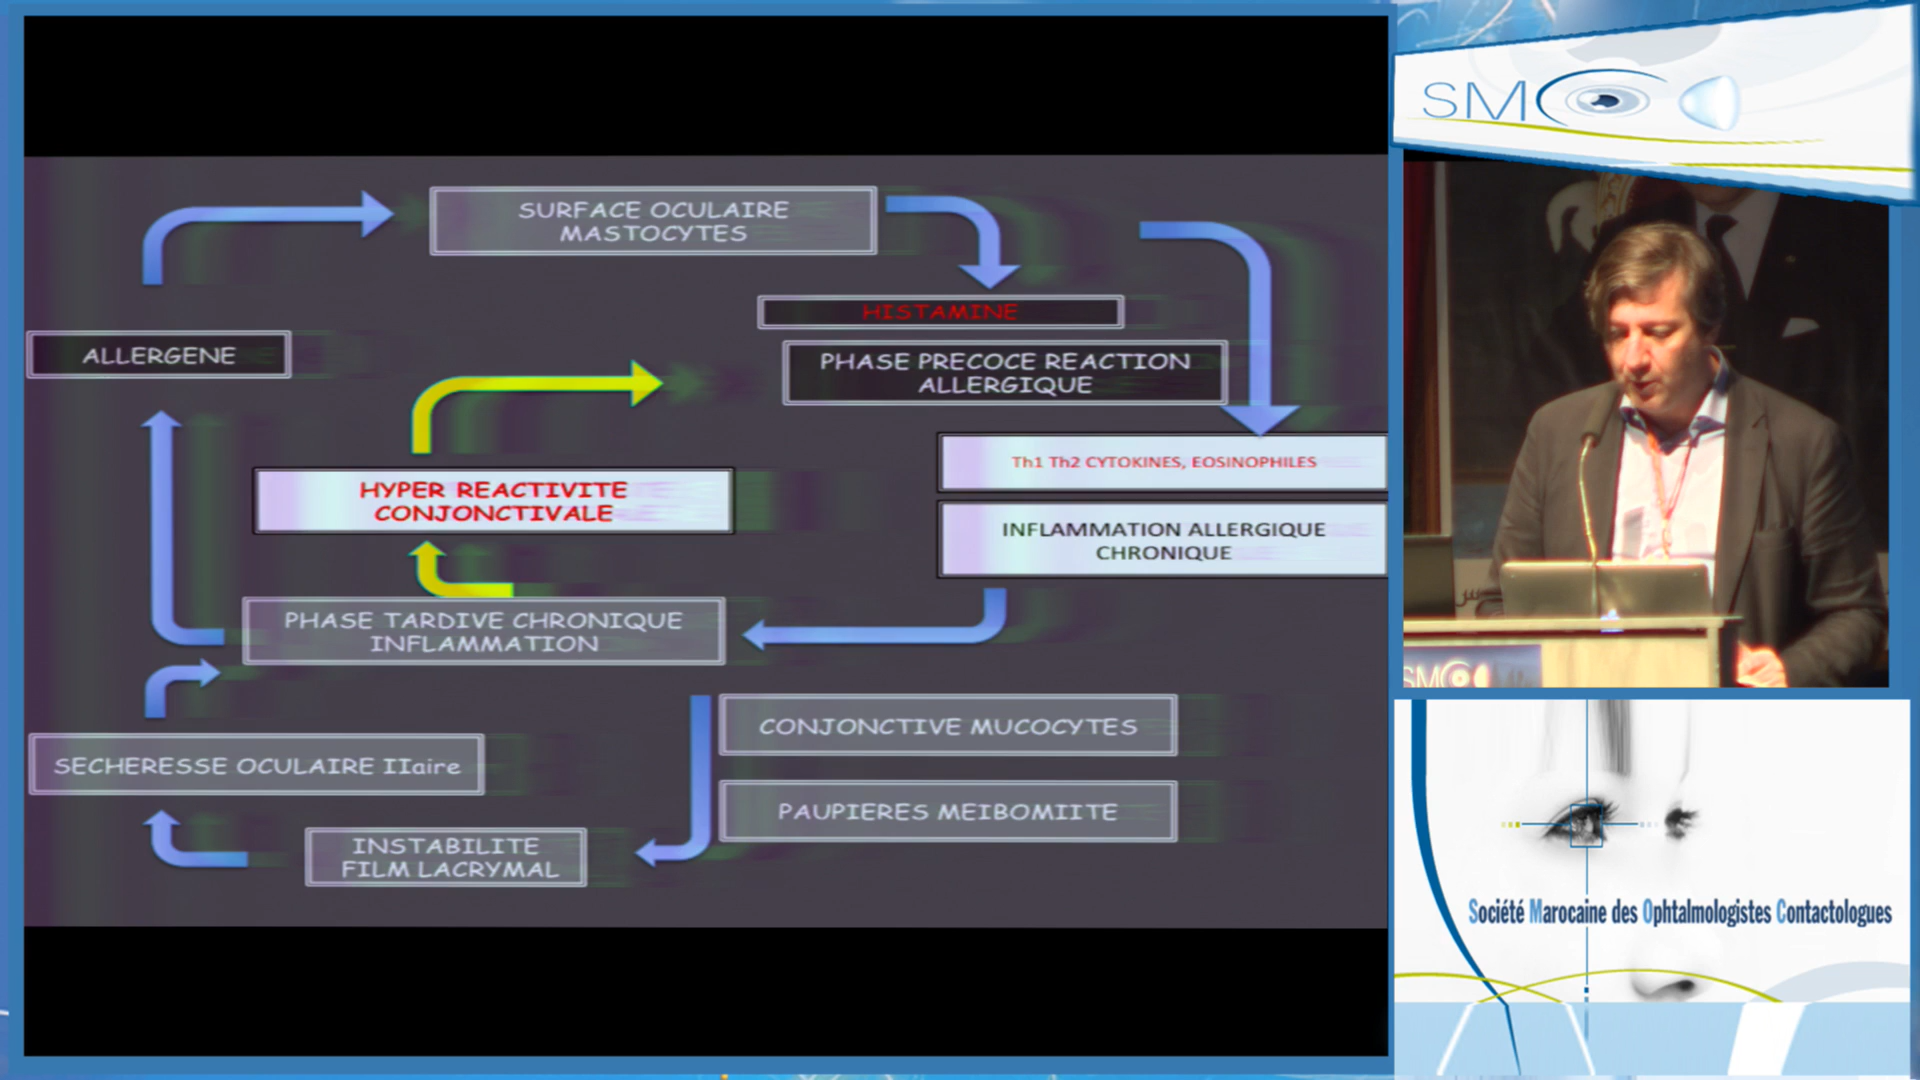 SURFACE OCULAIRE
MASTOCYTES
HISTAMINE
ALLERGENE
PHASE PRECOCE REACTION
ALLERGIQUE
Th1 Th2 CYTOKINES, EOSINOPHILES
HYPER REACTIVITE
CONJONCTIVALE
INFLAMMATION ALLERGIQUE
CHRONIQUE
PHASE TARDIVE CHRONIQUE
INFLAMMATION
CONJONCTIVE MUCOCYTES
SECHERESSE OCULAIRE IIaire
PAUPIERES MEIBOMIITE
INSTABILITE
FILM LACRYMAL
SMO
SMO
Société Marocaine des Ophtalmologistes Contactologues